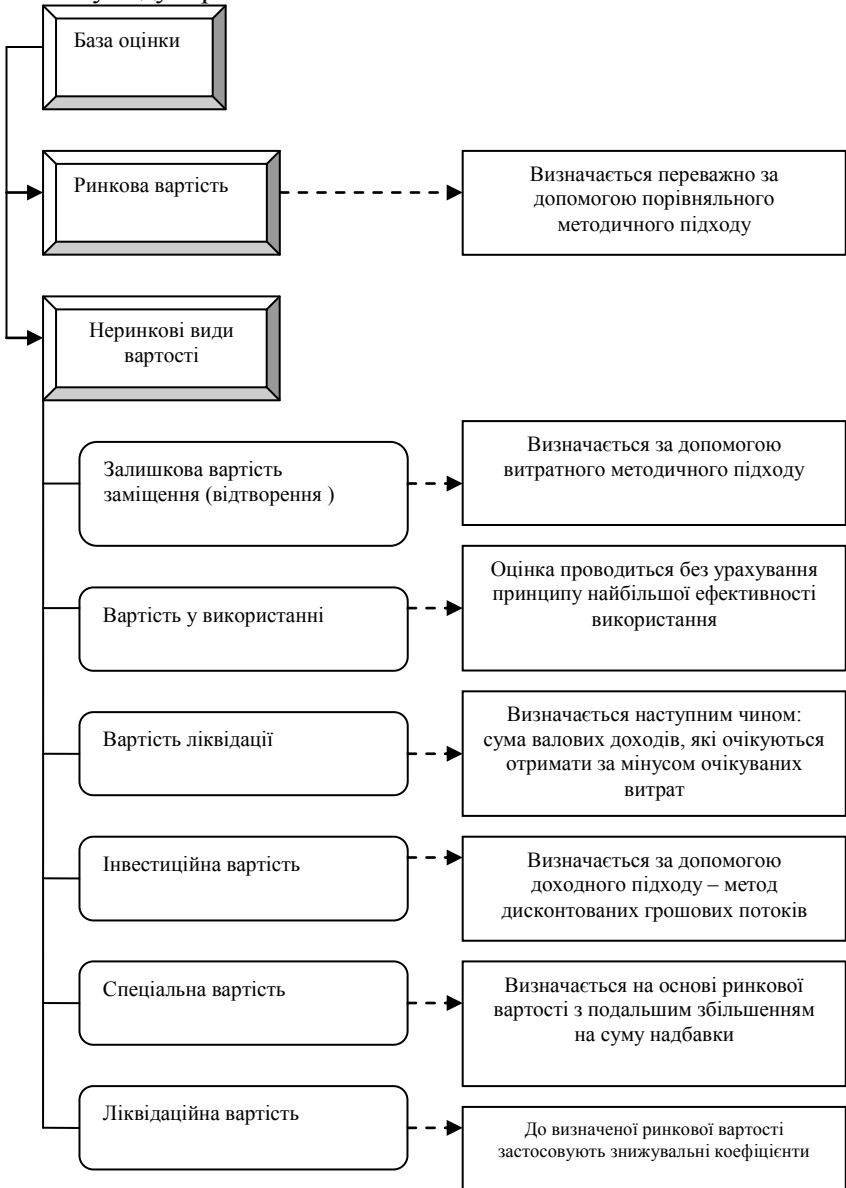 База оцінки
Ринкова вартість
Визначається переважно за
допомогою порівняльного
методичного підходу
Неринкові види
вартості
Залишкова вартість
заміщення (відтворення )
Визначається за допомогою
витратного методичного підходу
Вартість у використанні
Оцінка проводиться без урахування
принципу найбільшої ефективності
використання
Вартість ліквідації
Визначається наступним чином:
сума валових доходів, які очікуються
отримати за мінусом очікуваних
витрат
Інвестиційна вартість
Визначається за допомогою
доходного підходу – метод
дисконтованих грошових потоків
Спеціальна вартість
Визначається на основі ринкової
вартості з подальшим збільшенням
на суму надбавки
Ліквідаційна вартість
До визначеної ринкової вартості
застосовують знижувальні коефіцієнти